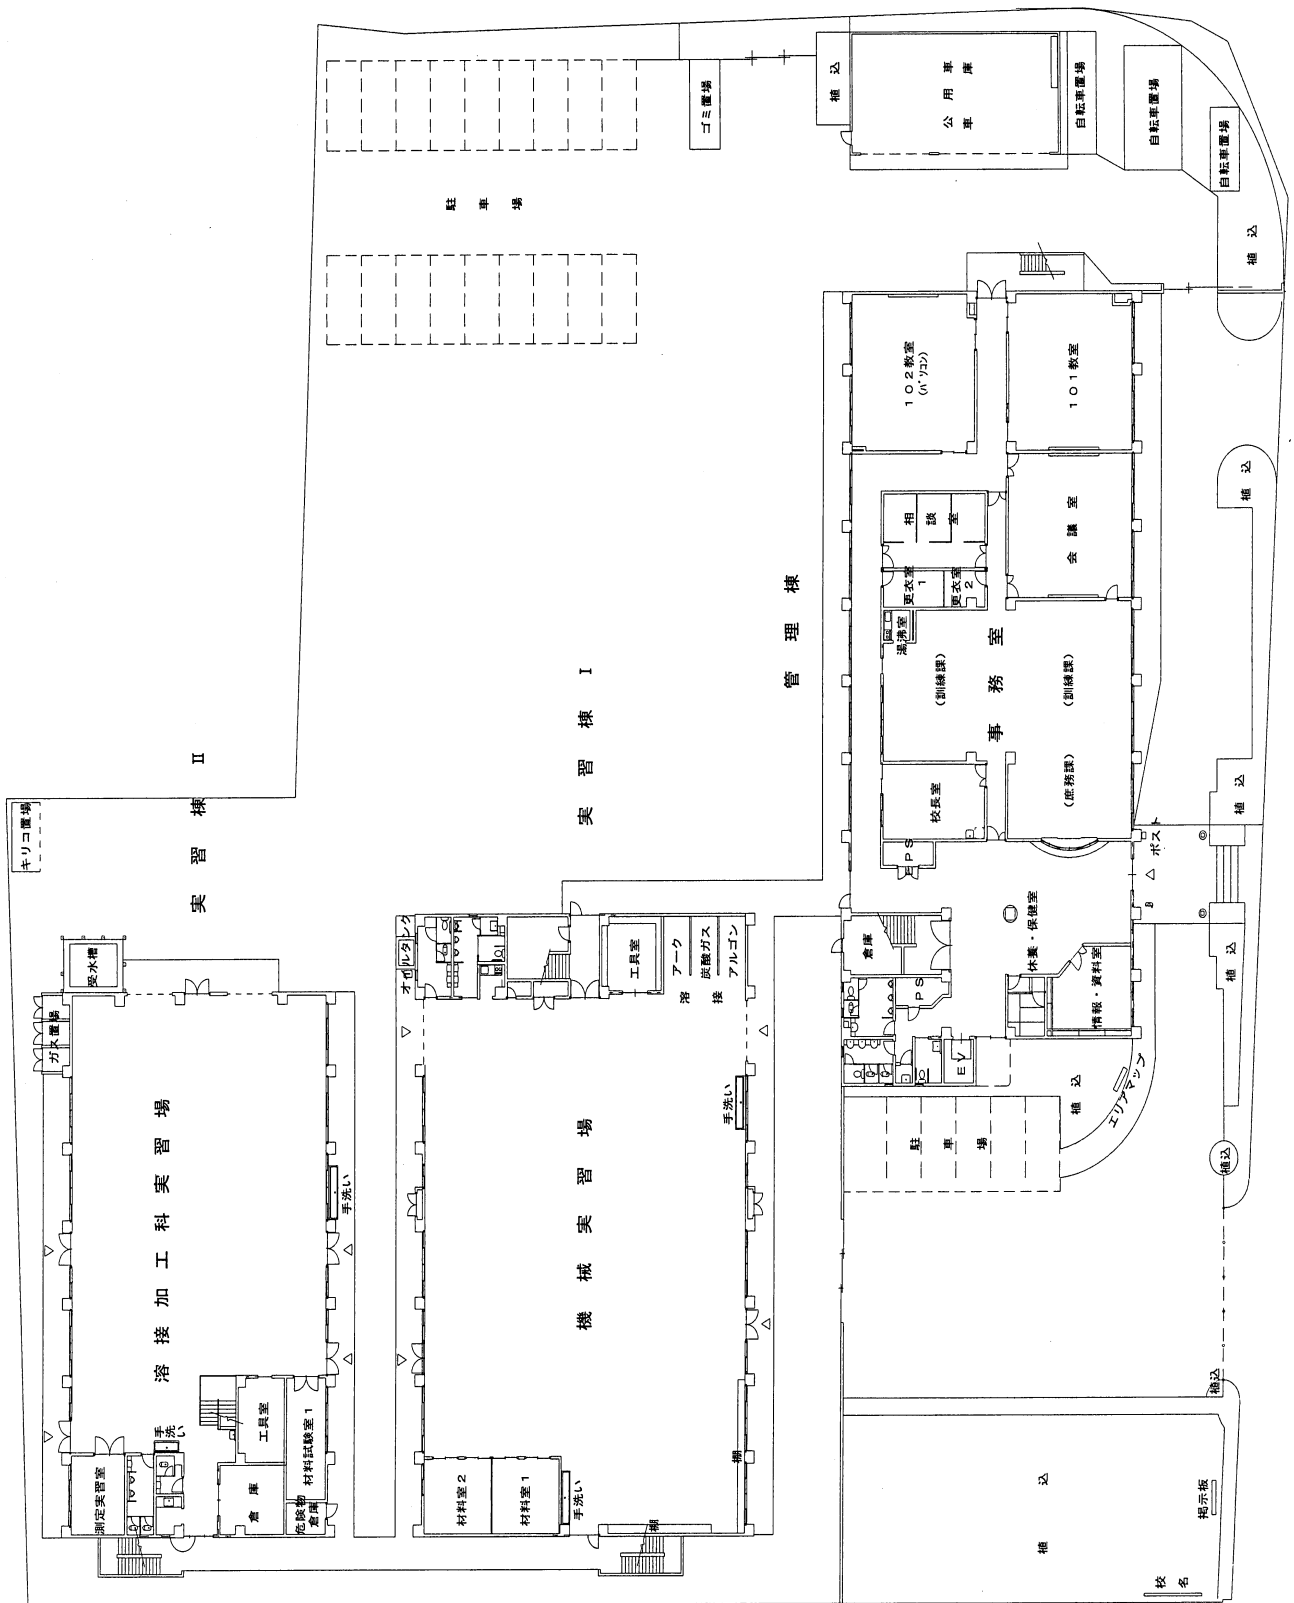 キリコ置場
実習棟 Ⅱ
受水槽
ガス置場
溶接加工科実習場
手洗い
手洗い
測定実習室
工具室
倉庫
材料試験室1
危険物
倉庫
実習棟 Ⅰ
オイルタンク
工具室
アーク
炭酸ガス
アルゴン
溶接
機械実習場
手洗い
材料室2
材料室1
手洗い
棚
棚
駐車場
ゴミ置場
植込
公用車
車庫
自転車置場
自転車置場
自転車置場
植込
管理棟
102教室
(パソコン)
101教室
相談室
会議室
更衣室
1
更衣室
2
湯沸室
事務室
(訓練課)
(訓練課)
(庶務課)
校長室
EPS
ポスト
倉庫
休養・保健室
情報・資料室
PS
EV
植込
植込
植込
植込
エリアマップ
駐車場
植込
植込
植込
掲示板
校名